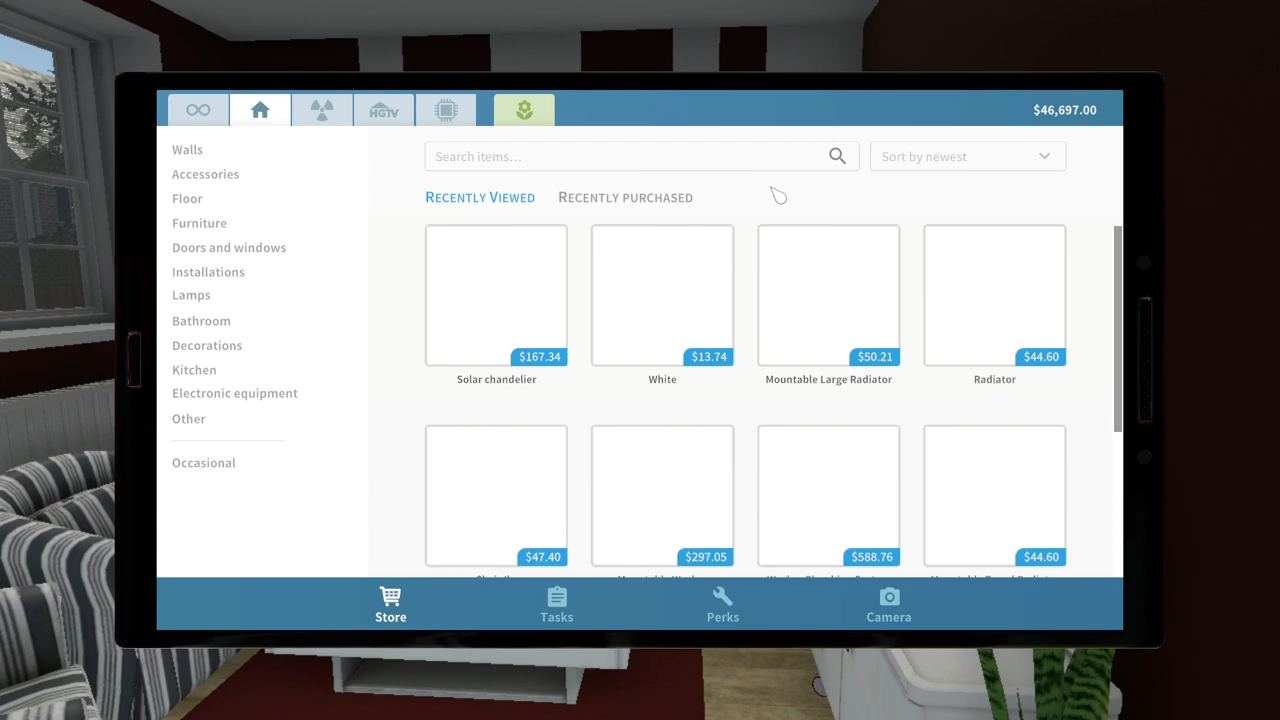 HGTV
$46,697.00
Walls
Accessories
Floor
Furniture
Doors and windows
Installations
Lamps
Bathroom
Decorations
Kitchen
Electronic equipment
Other
Occasional
Search items...
Sort by newest
RECENTLY VIEWED
RECENTLY PURCHASED
$167.34
$13.74
$50.21
$44.60
Solar chandelier
White
Mountable Large Radiator
Radiator
$47.40
$297.05
$588.76
$44.60
Store
Tasks
Perks
Camera